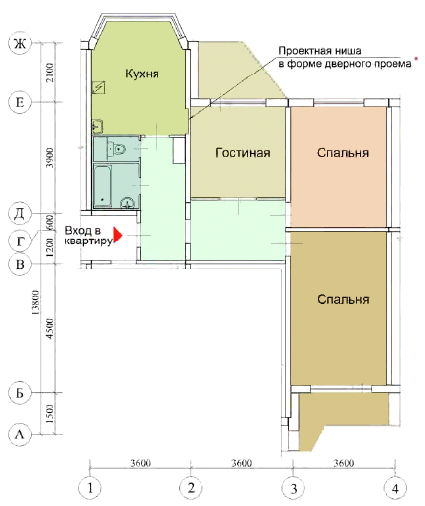 Ж
Проектная ниша
в форме дверного проема*
Кухня
2100
Е
Гостиная
Спальня
3900
Д
600
Вход в
квартиру
Г
1200
В
Спальня
13800
4500
Б
1500
А
3600
3600
3600
1
2
3
4